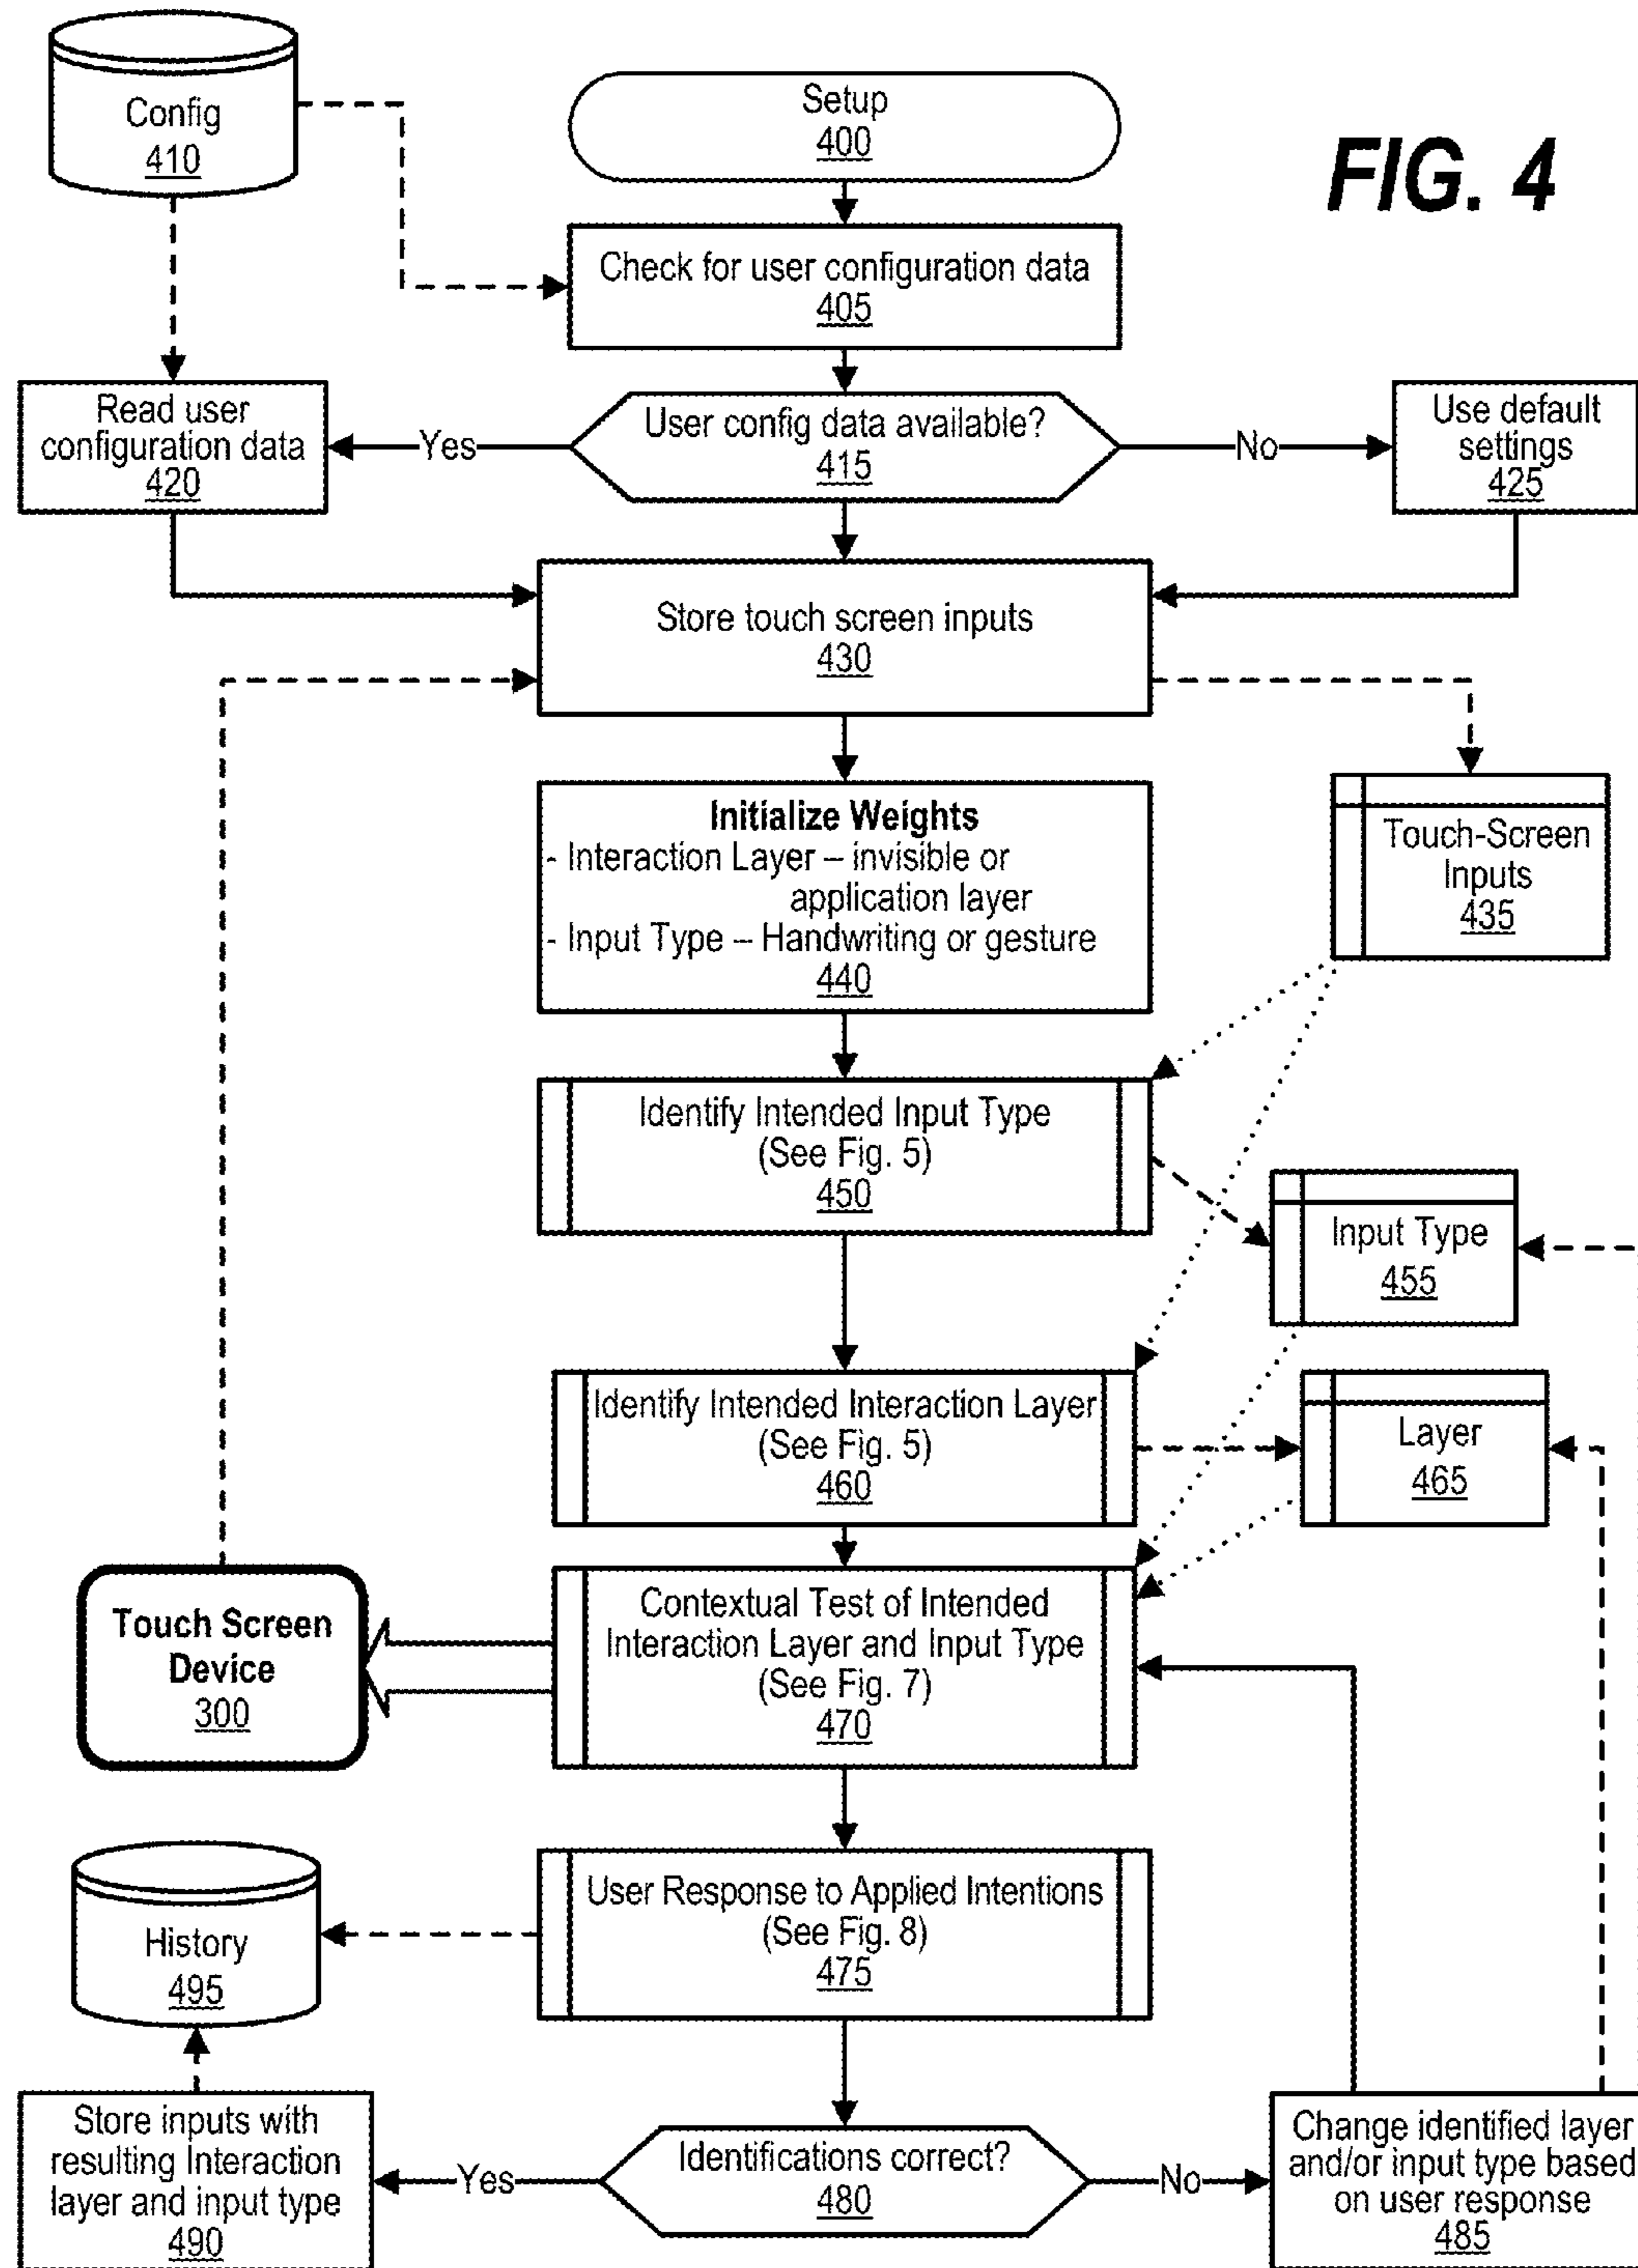 Config
410
Setup
400
FIG. 4
Check for user configuration data
405
Read user
configuration data
420
Yes
User config data available?
415
No
Use default
settings
425
Store touch screen inputs
430
Initialize Weights
- Interaction Layer – invisible or
application layer
- Input Type – Handwriting or gesture
440
Touch-Screen
Inputs
435
Identify Intended Input Type
(See Fig. 5)
450
Input Type
455
Identify Intended Interaction Layer
(See Fig. 5)
460
Layer
465
Touch Screen
Device
300
Contextual Test of Intended
Interaction Layer and Input Type
(See Fig. 7)
470
User Response to Applied Intentions
(See Fig. 8)
475
History
495
Store inputs with
resulting Interaction
layer and input type
490
Yes
Identifications correct?
480
No
Change identified layer
and/or input type based
on user response
485